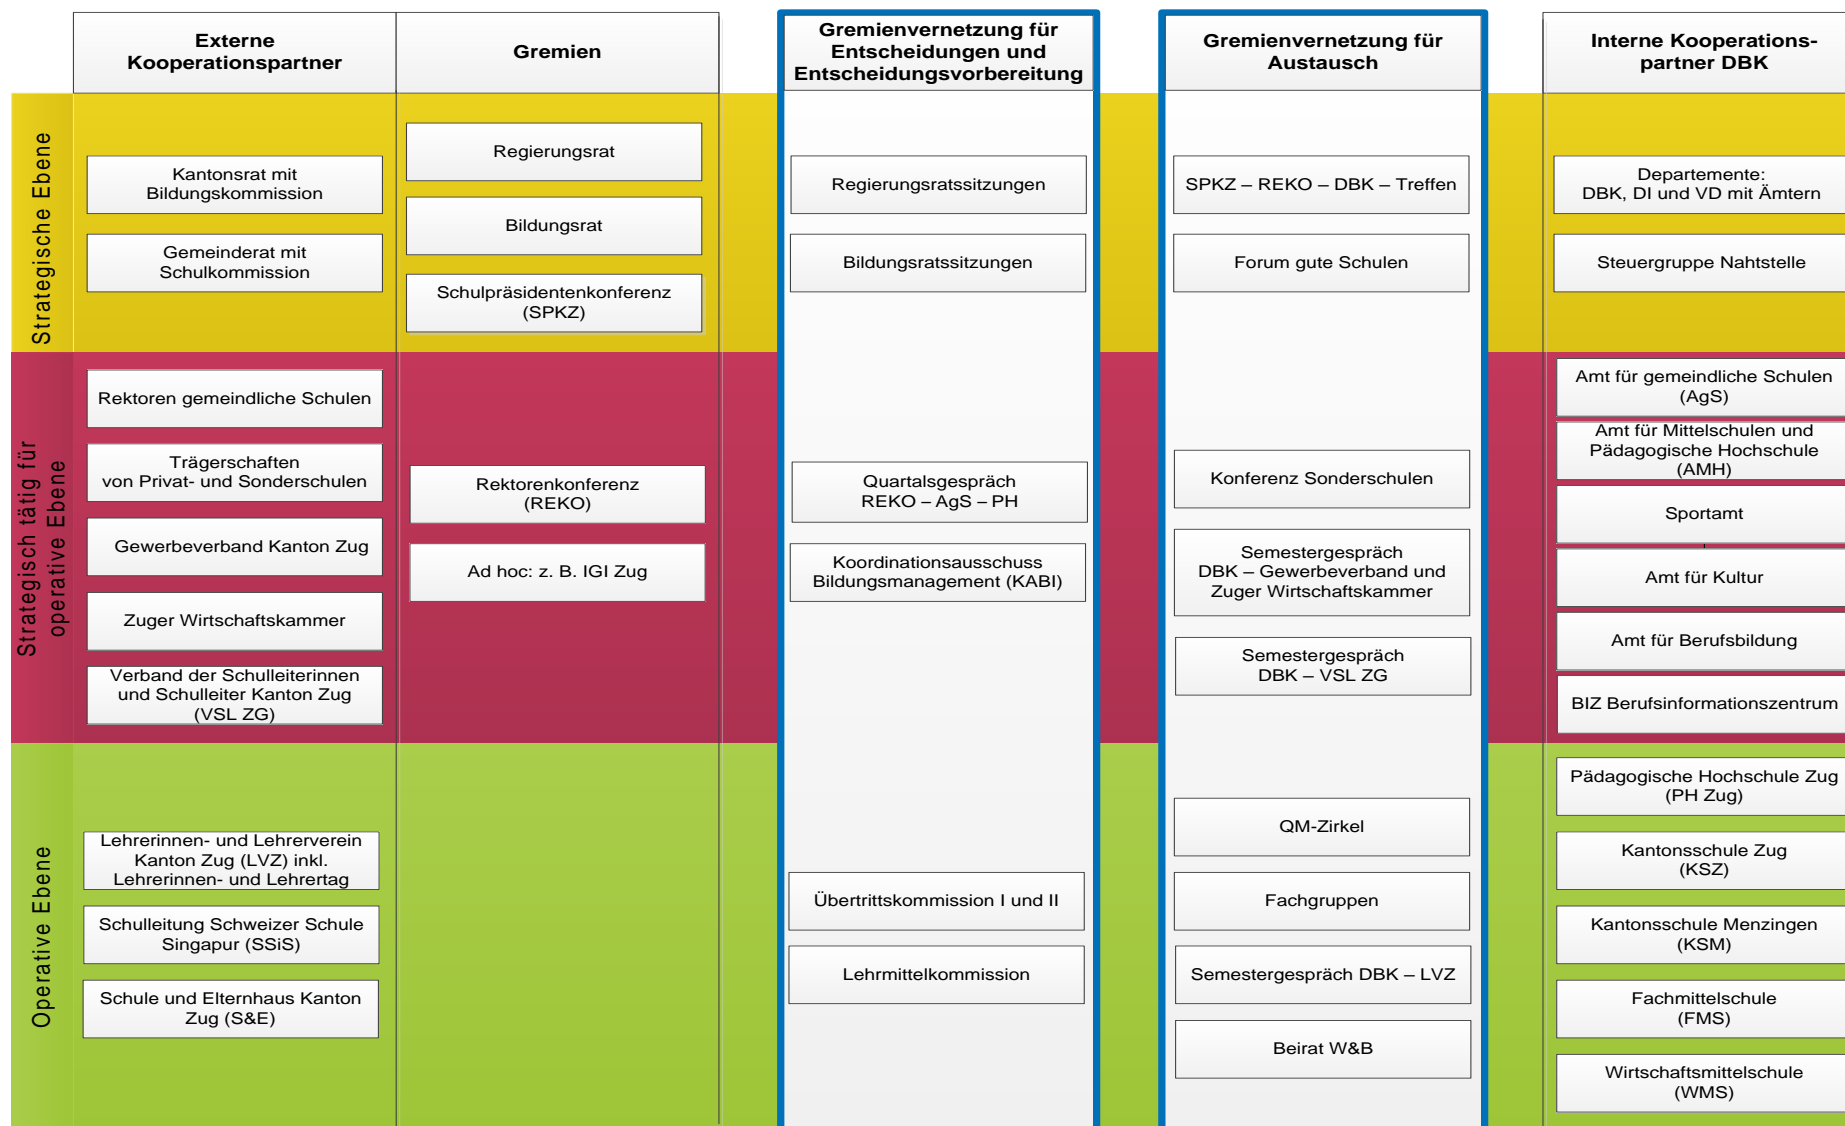 Externe
Kooperationspartner
Gremien
Gremienvernetzung für
Entscheidungen und
Entscheidungsvorbereitung
Gremienvernetzung für
Austausch
Interne Kooperations-
partner DBK
Strategische Ebene
Kantonsrat mit
Bildungskommission
Gemeinderat mit
Schulkommission
Regierungsrat
Bildungsrat
Schulpräsidentenkonferenz
(SPKZ)
Regierungsratssitzungen
Bildungsratssitzungen
SPKZ – REKO – DBK – Treffen
Forum gute Schulen
Departemente:
DBK, DI und VD mit Ämtern
Steuergruppe Nahtstelle
Strategisch tätig für
operative Ebene
Rektoren gemeindliche Schulen
Trägerschaften
von Privat- und Sonderschulen
Gewerbeverband Kanton Zug
Zuger Wirtschaftskammer
Verband der Schulleiterinnen
und Schulleiter Kanton Zug
(VSL ZG)
Rektorenkonferenz
(REKO)
Ad hoc: z. B. IGI Zug
Quartalsgespräch
REKO – AgS – PH
Koordinationsausschuss
Bildungsmanagement (KABI)
Konferenz Sonderschulen
Semestergespräch
DBK – Gewerbeverband und
Zuger Wirtschaftskammer
Semestergespräch
DBK – VSL ZG
Amt für gemeindliche Schulen
(AgS)
Amt für Mittelschulen und
Pädagogische Hochschule
(AMH)
Sportamt
Amt für Kultur
Amt für Berufsbildung
BIZ Berufsinformationszentrum
Operative Ebene
Lehrerinnen- und Lehrerverein
Kanton Zug (LVZ) inkl.
Lehrerinnen- und Lehrertag
Schulleitung Schweizer Schule
Singapur (SSiS)
Schule und Elternhaus Kanton
Zug (S&E)
Übertrittskommission I und II
Lehrmittelkommission
QM-Zirkel
Fachgruppen
Semestergespräch DBK – LVZ
Beirat W&B
Pädagogische Hochschule Zug
(PH Zug)
Kantonsschule Zug
(KSZ)
Kantonsschule Menzingen
(KSM)
Fachmittelschule
(FMS)
Wirtschaftsmittelschule
(WMS)